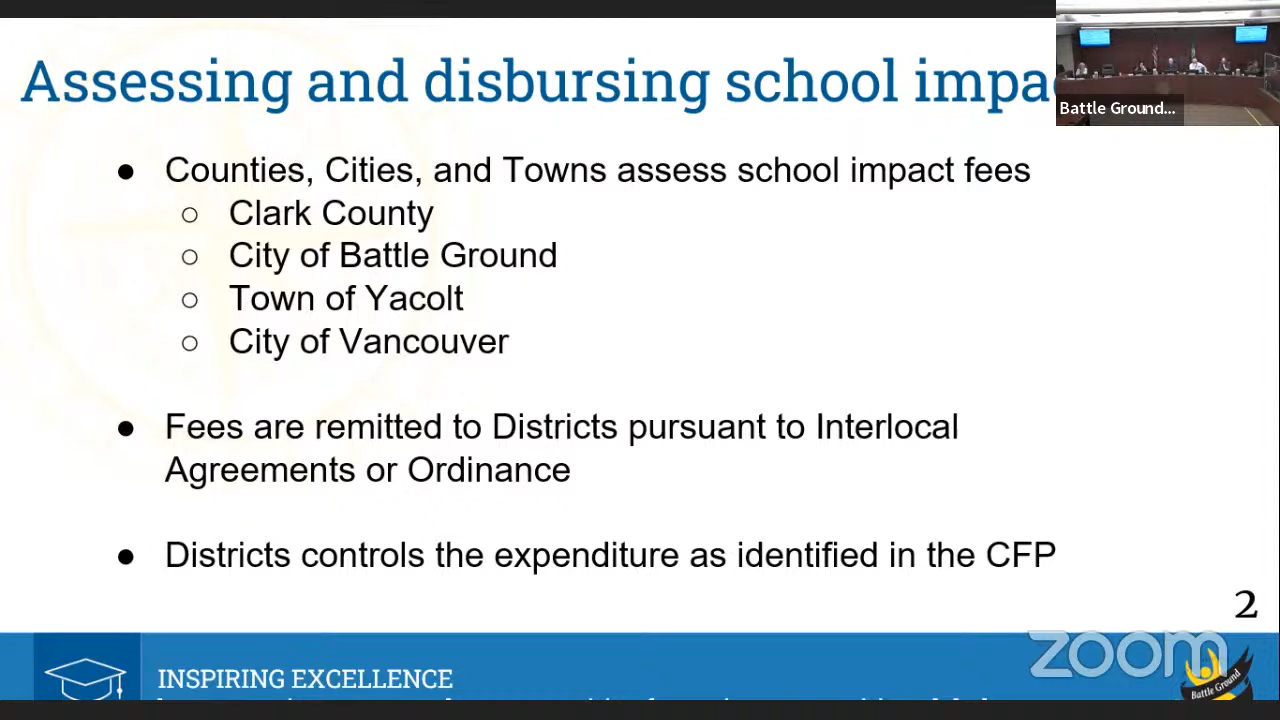 Assessing and disbursing school
Battle Ground...
● Counties, Cities, and Towns assess school impact fees
○ Clark County
○ City of Battle Ground
○ Town of Yacolt
○ City of Vancouver
● Fees are remitted to Districts pursuant to Interlocal
Agreements or Ordinance
● Districts controls the expenditure as identified in the CFP
2
zoom
INSPIRING EXCELLENCE
Battle Ground